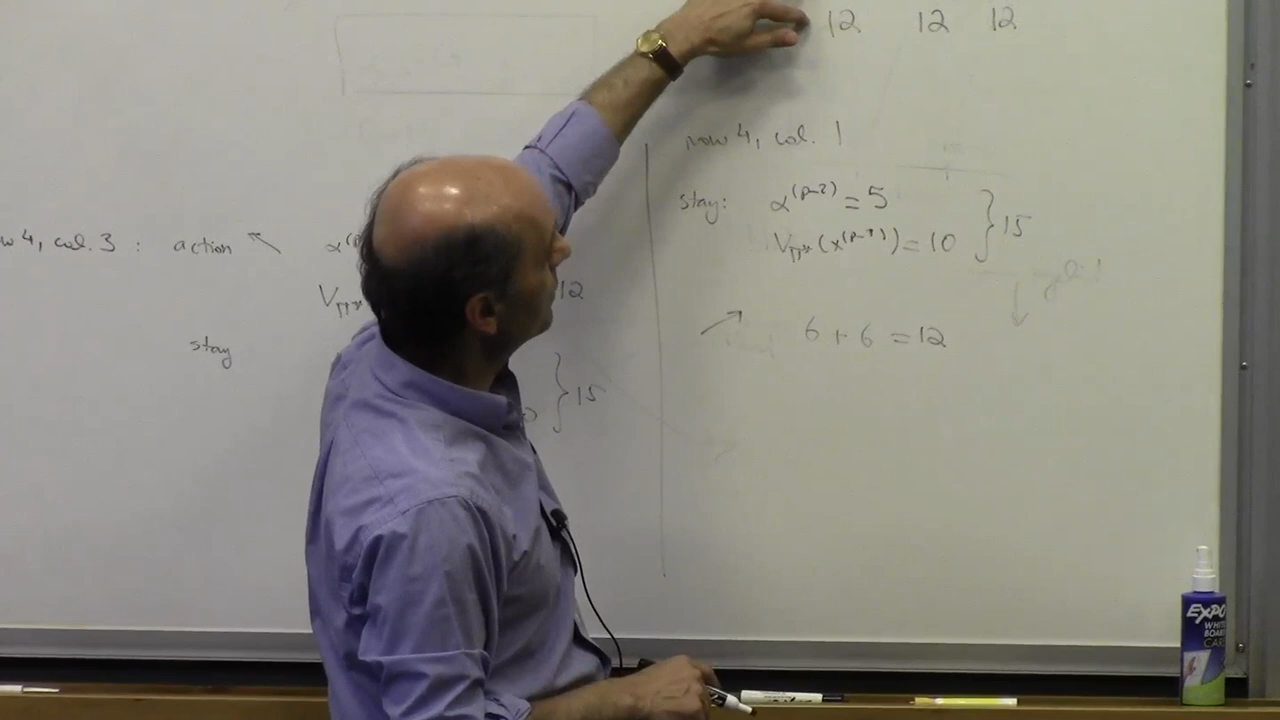 12 12 12
row 4, col. 1
stay: α^(p-2) = 5
(x^(p-1)) = 10 } 15
↗ 6 + 6 = 12
4, col. 3 : action ↖
12
stay
} 15
EXPO
WHITE
BOARD